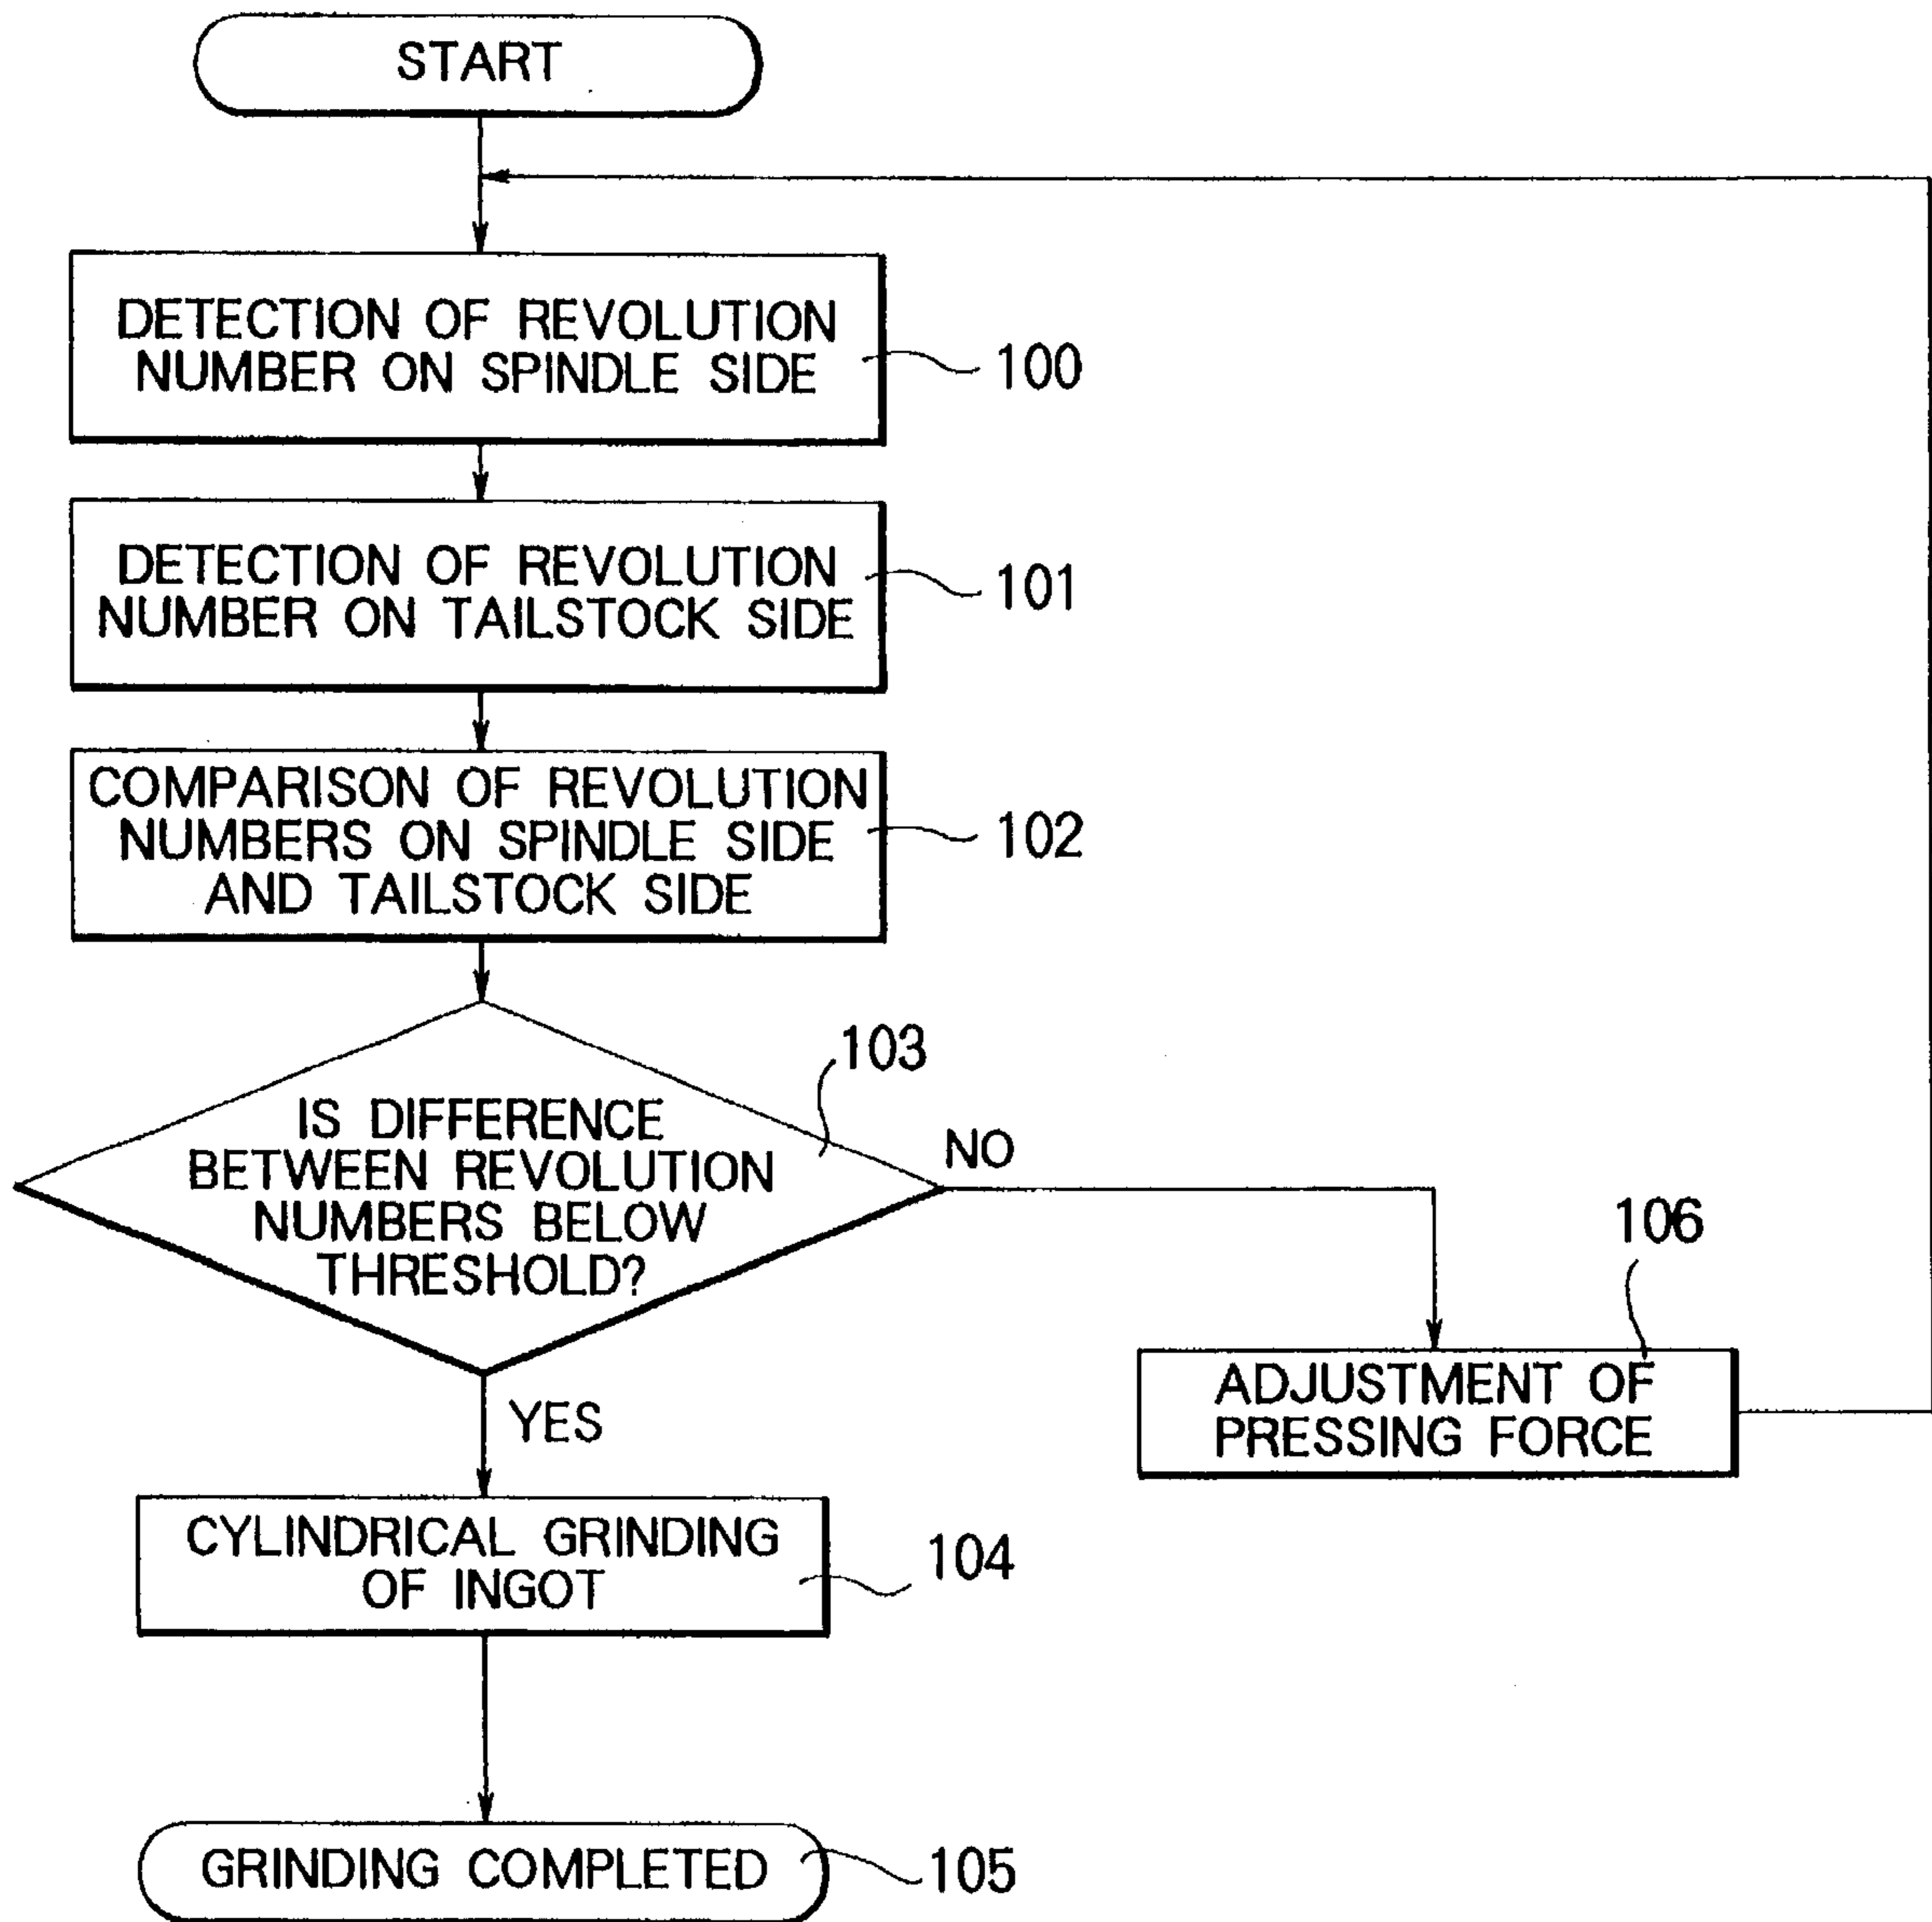 START
DETECTION OF REVOLUTION
NUMBER ON SPINDLE SIDE
100
DETECTION OF REVOLUTION
NUMBER ON TAILSTOCK SIDE
101
COMPARISON OF REVOLUTION
NUMBERS ON SPINDLE SIDE
AND TAILSTOCK SIDE
102
103
IS DIFFERENCE
BETWEEN REVOLUTION
NUMBERS BELOW
THRESHOLD?
NO
106
ADJUSTMENT OF
PRESSING FORCE
YES
CYLINDRICAL GRINDING
OF INGOT
104
GRINDING COMPLETED
105